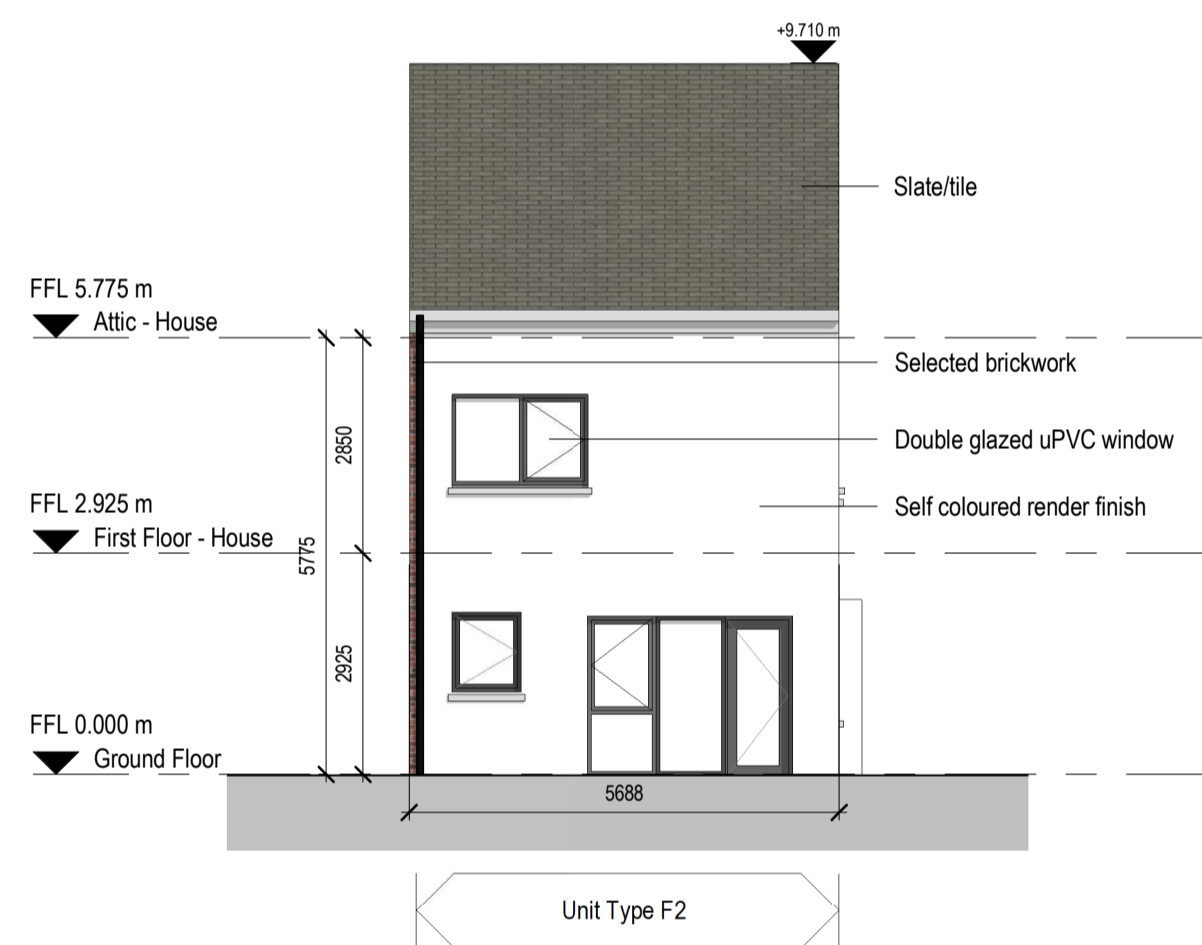 +9.710 m
Slate/tile
FFL 5.775 m
Attic - House
Selected brickwork
2850
Double glazed uPVC window
FFL 2.925 m
Self coloured render finish
First Floor - House
5775
2925
FFL 0.000 m
Ground Floor
5688
Unit Type F2